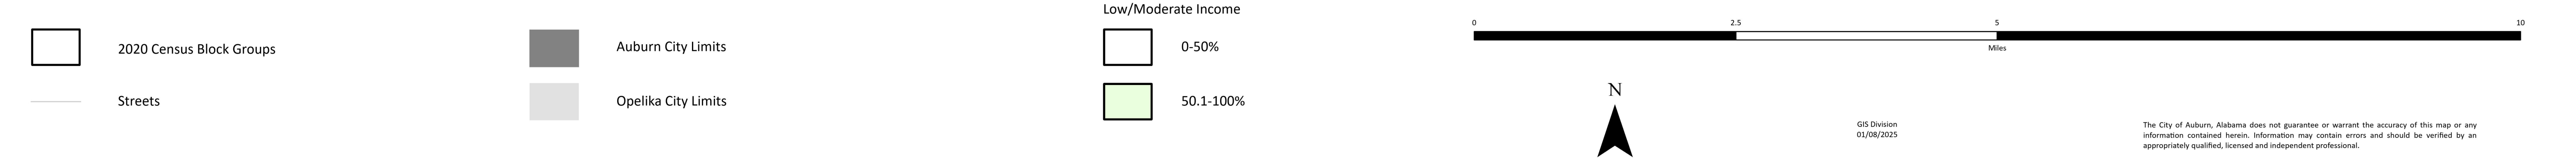 2020 Census Block Groups
Streets
Auburn City Limits
Opelika City Limits
Low/Moderate Income
0-50%
50.1-100%
0 2.5 5 10
Miles
N
GIS Division
01/08/2025
The City of Auburn, Alabama does not guarantee or warrant the accuracy of this map or any
information contained herein. Information may contain errors and should be verified by an
appropriately qualified, licensed and independent professional.